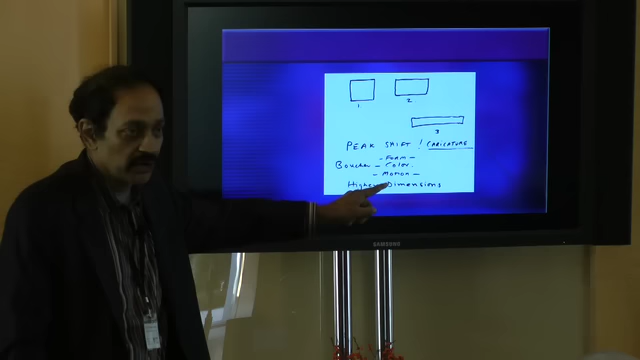 1
2
3
PEAK SHIFT / CARICATURE
- FORM -
Boucher - Color.
- MOTION -
Higher Dimensions
SAMSUNG